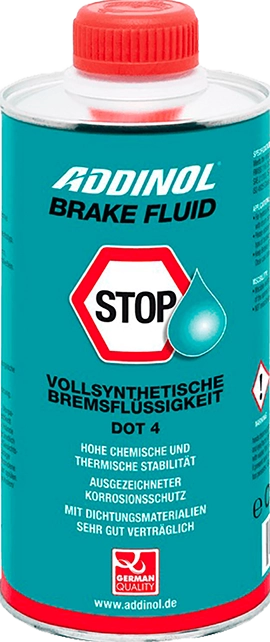 ADDINOL
BRAKE FLUID
STOP
VOLLSYNTHETISCHE
BREMSFLÜSSIGKEIT
DOT 4
HOHE CHEMISCHE UND
THERMISCHE STABILITÄT
AUSGEZEICHNETER
KORROSIONSSCHUTZ
MIT DICHTUNGSMATERIALIEN
SEHR GUT VERTRÄGLICH
GERMAN
QUALITY
www.addinol.de